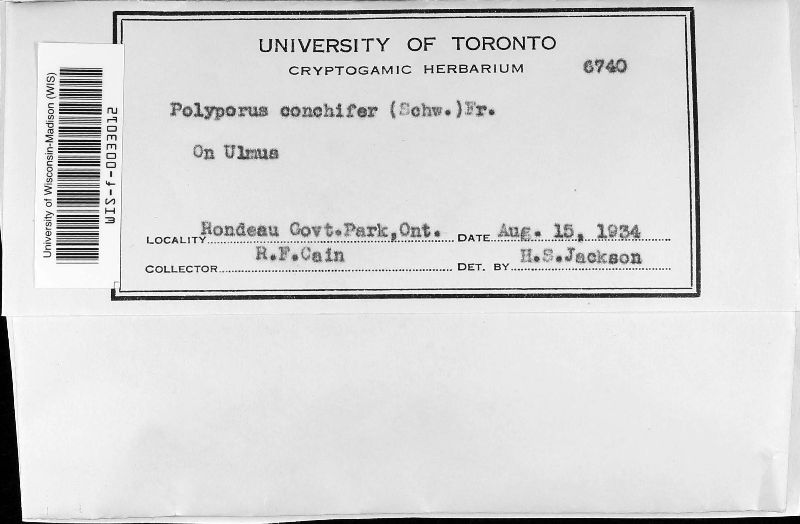 UNIVERSITY OF TORONTO
CRYPTOGAMIC HERBARIUM 6740
Polyporus conchifer (Schw.)Fr.
On Ulmus
LOCALITY Rondeau Govt.Park,Ont. DATE Aug. 15, 1934
COLLECTOR R.F.Cain DET. BY H.S.Jackson
University of Wisconsin-Madison (WIS)
WIS-f-0030312